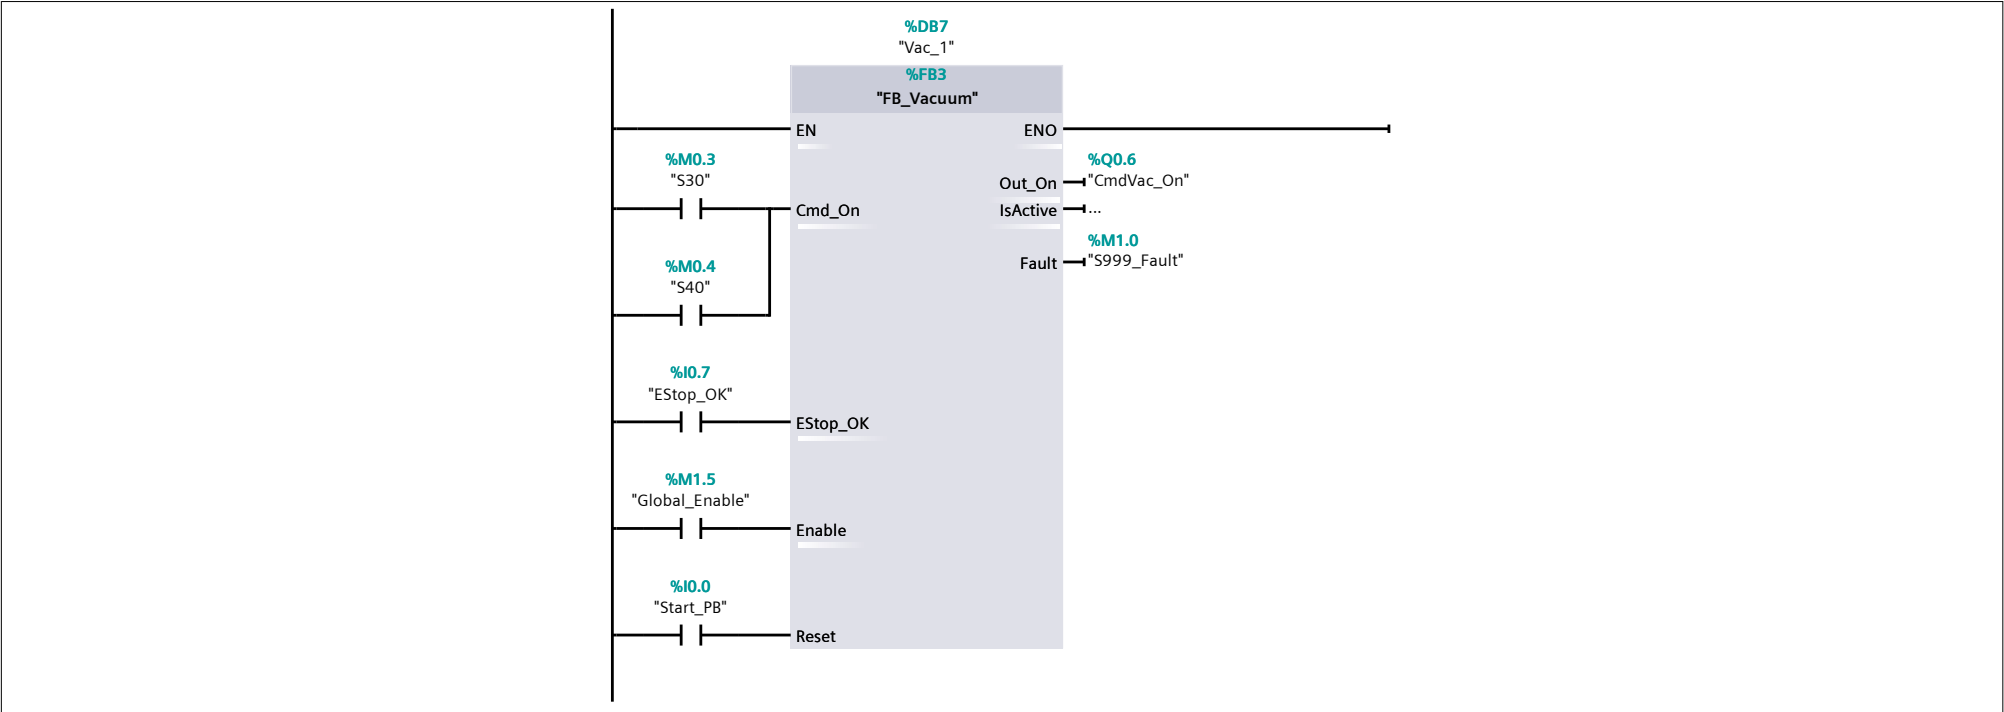 %DB7
"Vac_1"
%FB3
"FB_Vacuum"
EN
ENO
%M0.3
"S30"
Cmd_On
%M0.4
"S40"
%I0.7
"EStop_OK"
EStop_OK
%M1.5
"Global_Enable"
Enable
%I0.0
"Start_PB"
Reset
%Q0.6
Out_On
"CmdVac_On"
IsActive
...
%M1.0
Fault
"S999_Fault"